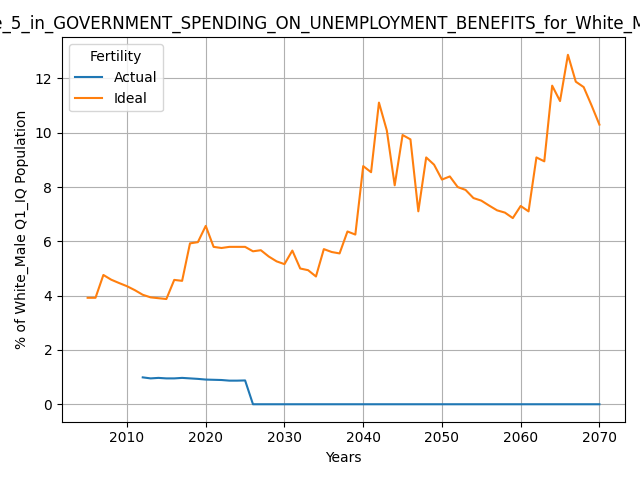 _5_in_GOVERNMENT_SPENDING_ON_UNEMPLOYMENT_BENEFITS_for_White_M
Fertility
Actual
Ideal
% of White_Male Q1_IQ Population
12
10
8
6
4
2
0
2010 2020 2030 2040 2050 2060 2070
Years